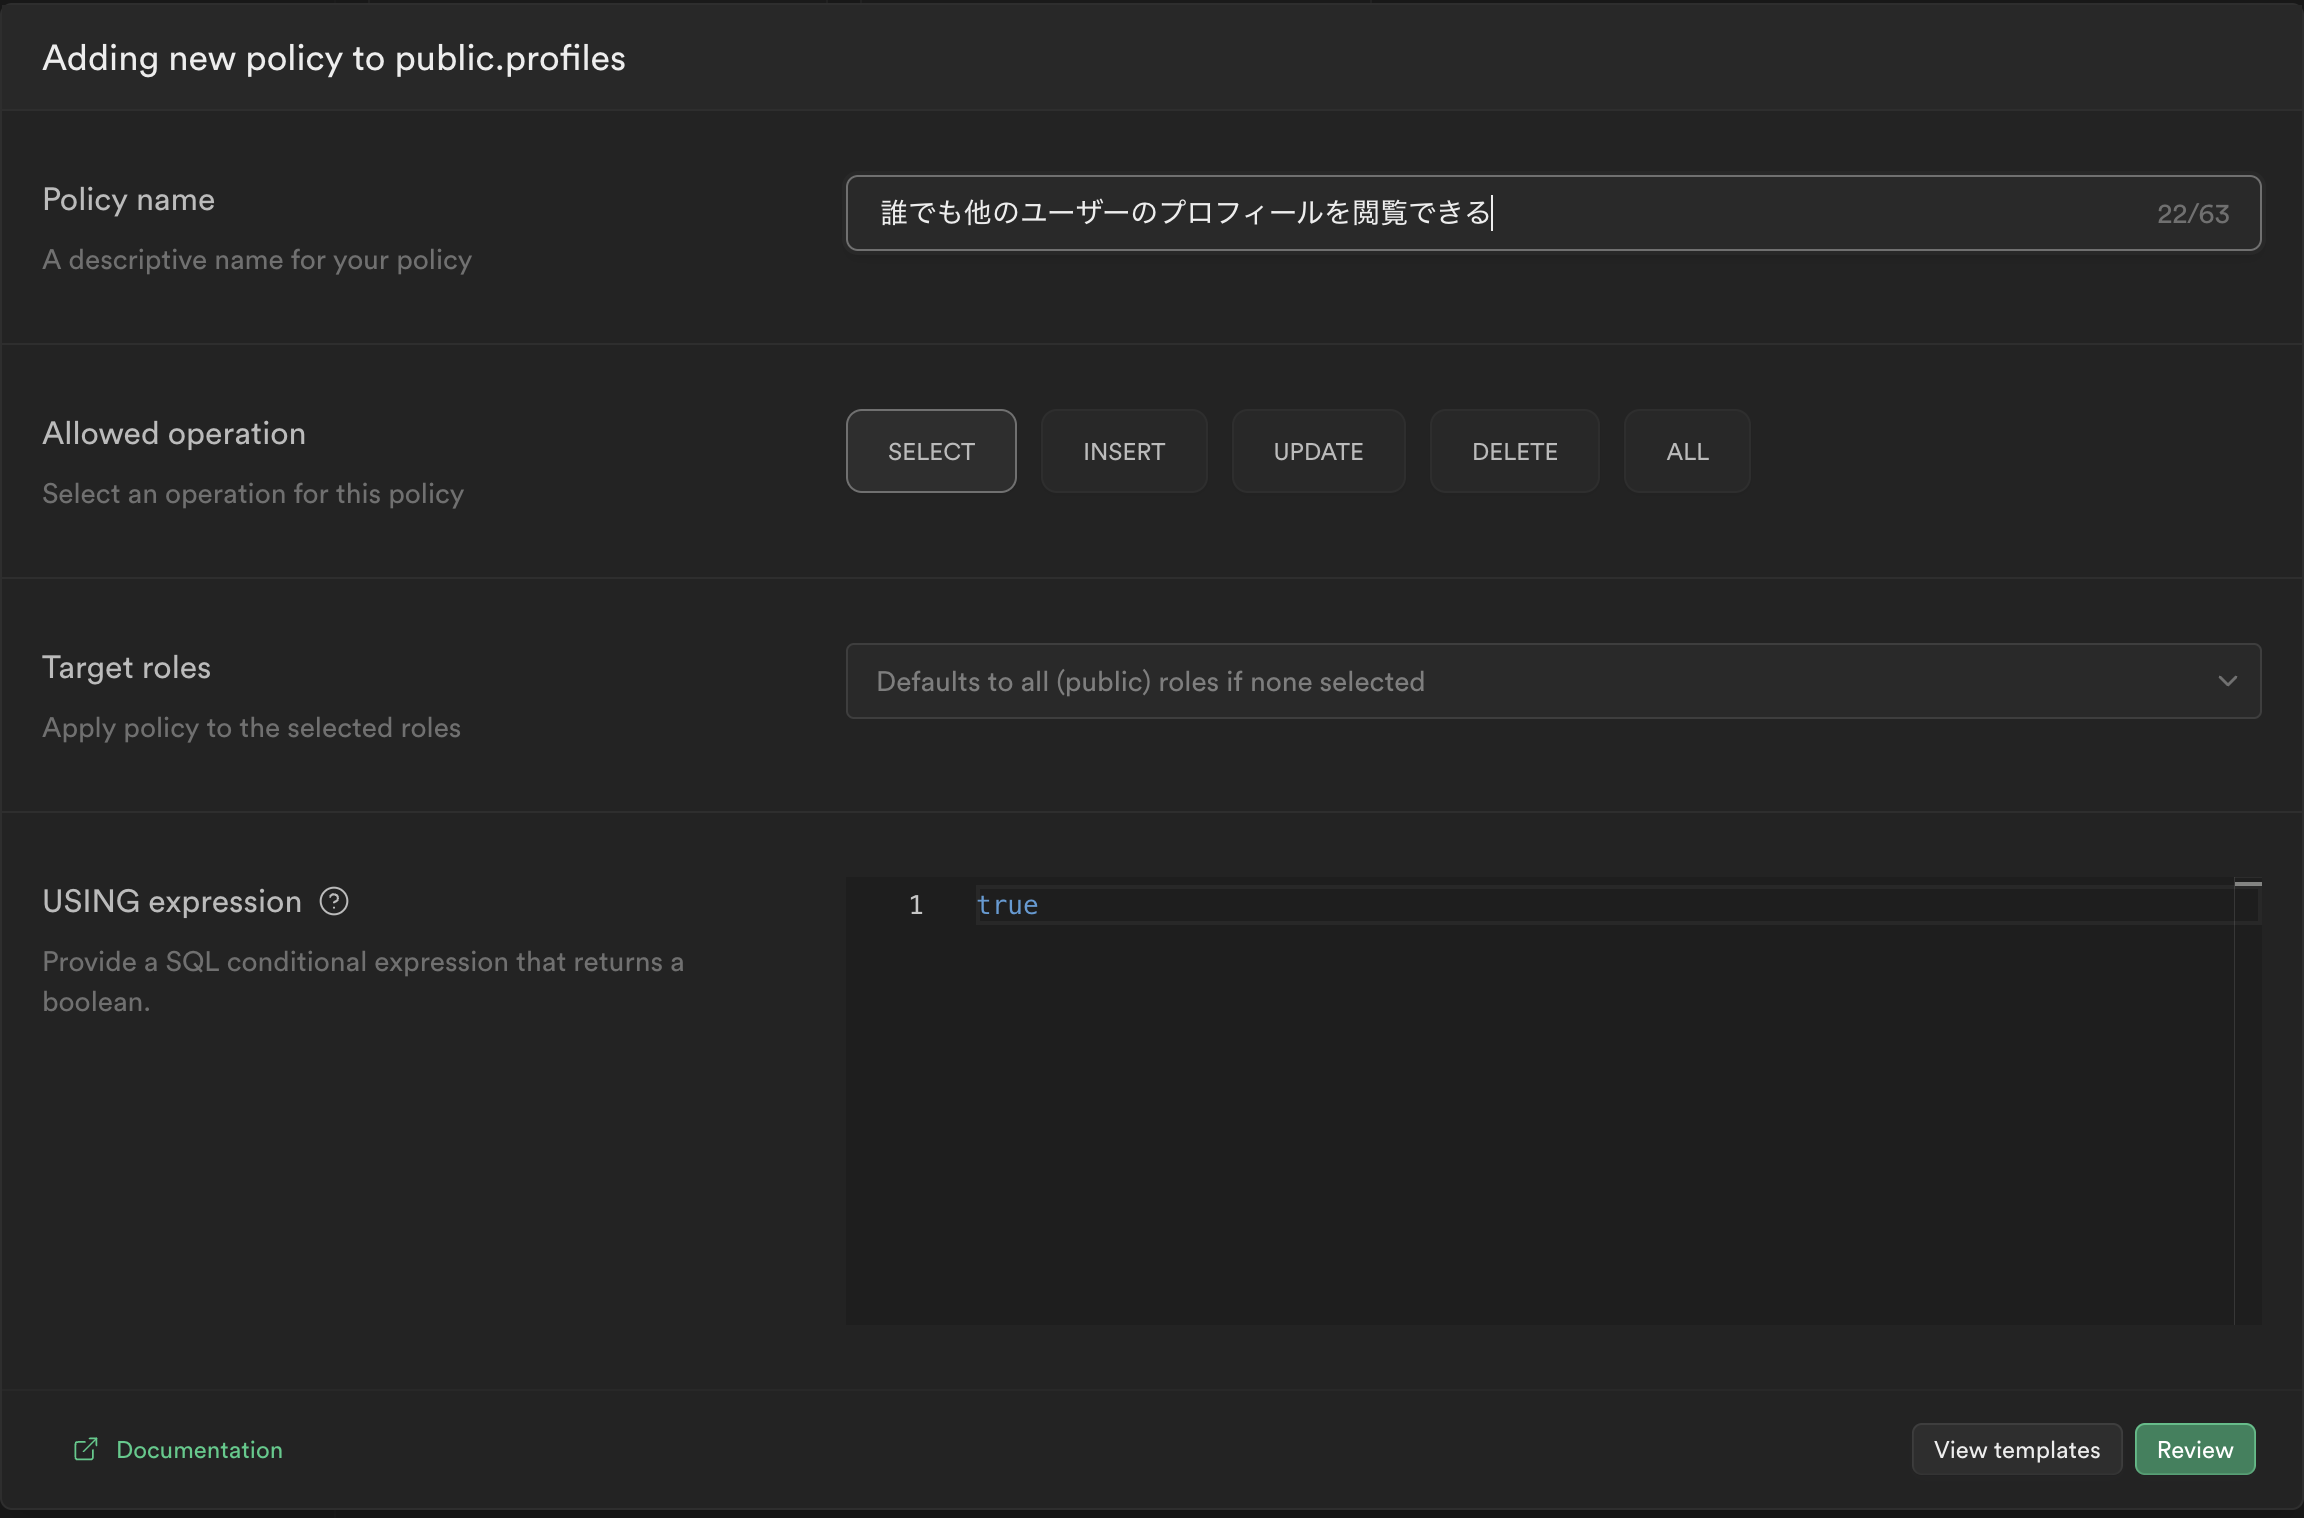 Adding new policy to public.profiles
Policy name
A descriptive name for your policy
誰でも他のユーザーのプロフィールを閲覧できる
22/63
Allowed operation
Select an operation for this policy
SELECT
INSERT
UPDATE
DELETE
ALL
Target roles
Apply policy to the selected roles
Defaults to all (public) roles if none selected
USING expression ?
Provide a SQL conditional expression that returns a
boolean.
1 true
Documentation
View templates
Review